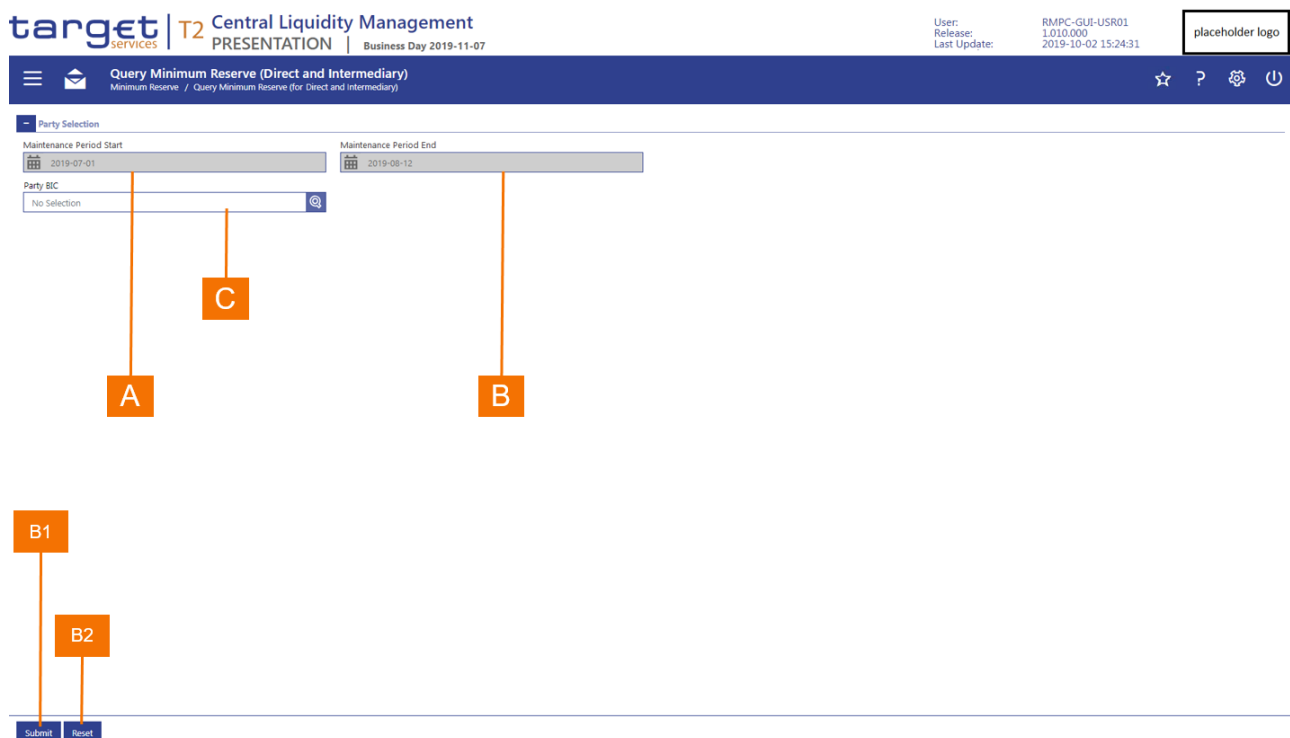 target services | T2 Central Liquidity Management
PRESENTATION | Business Day 2019-11-07
User: RMPC-GUI-USR01
Release: 1.010.000
Last Update: 2019-10-02 15:24:31
placeholder logo
Query Minimum Reserve (Direct and Intermediary)
Minimum Reserve / Query Minimum Reserve (for Direct and Intermediary)
Party Selection
Maintenance Period Start
2019-07-01
Maintenance Period End
2019-08-12
Party BIC
No Selection
C
A
B
B1
B2
Submit
Reset